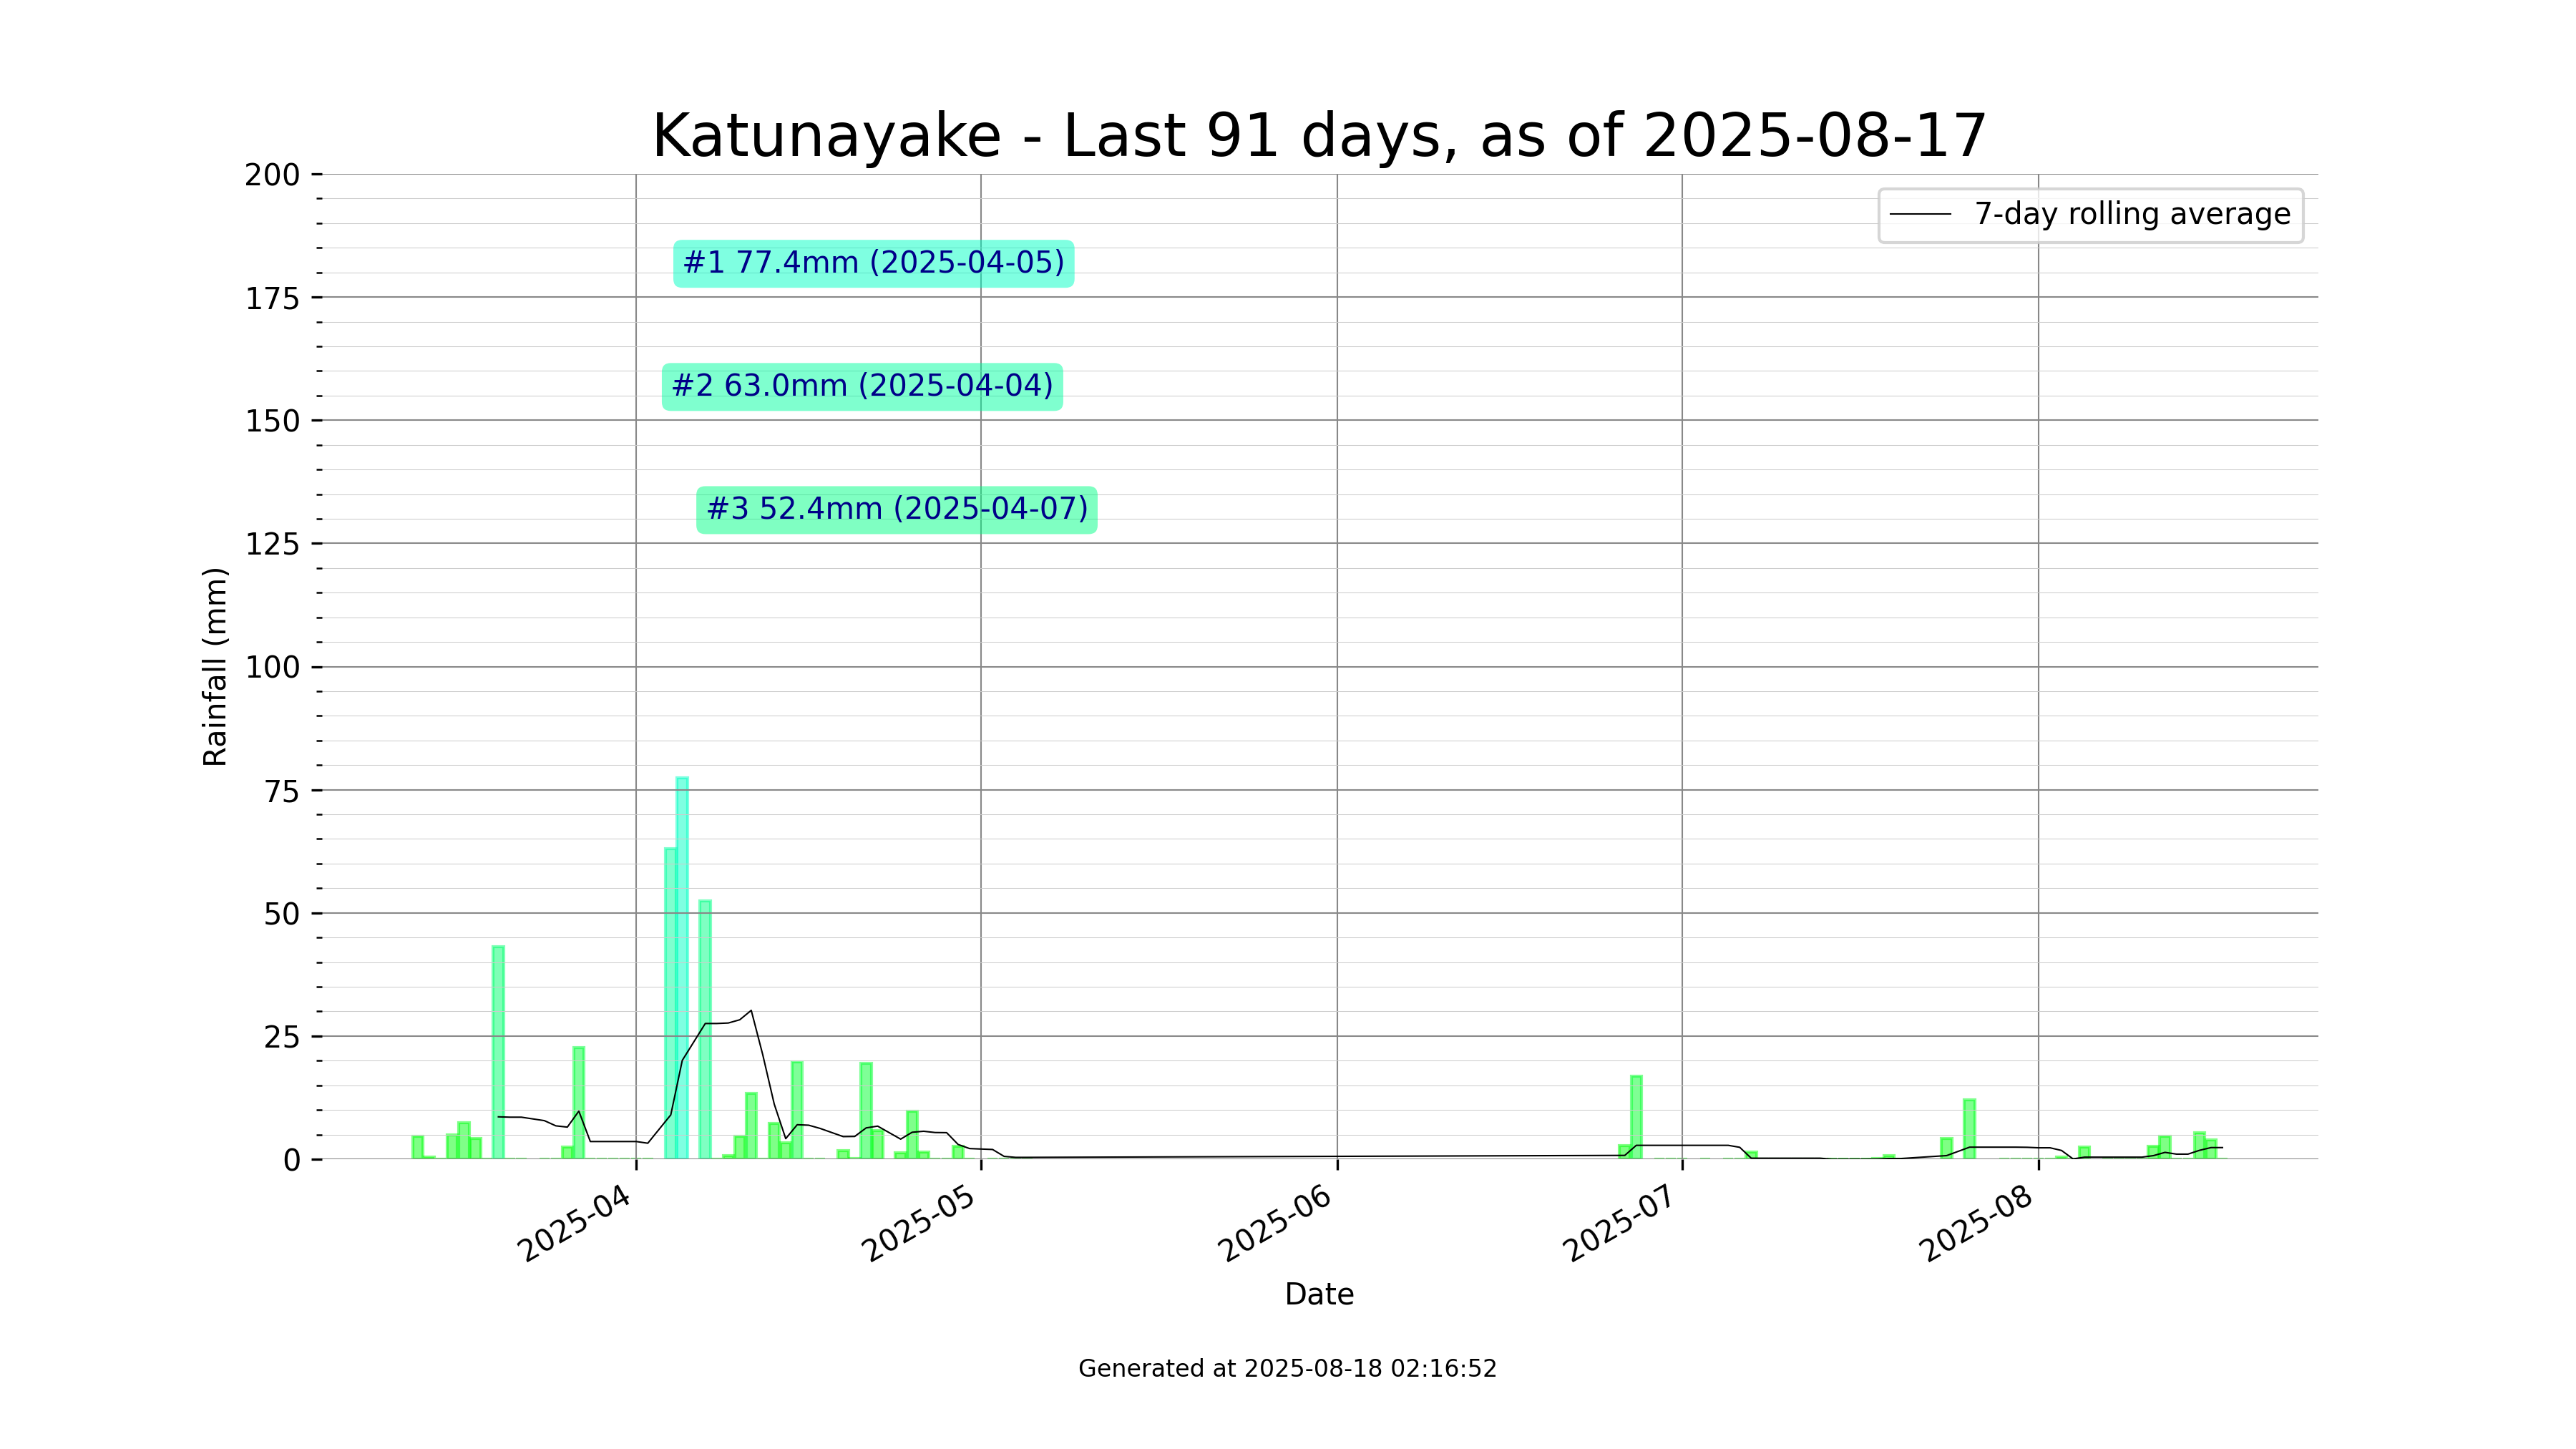 Katunayake - Last 91 days, as of 2025-08-17
7-day rolling average
#1 77.4mm (2025-04-05)
#2 63.0mm (2025-04-04)
#3 52.4mm (2025-04-07)
Rainfall (mm)
200
175
150
125
100
75
50
25
0
2025-04
2025-05
2025-06
2025-07
2025-08
Date
Generated at 2025-08-18 02:16:52